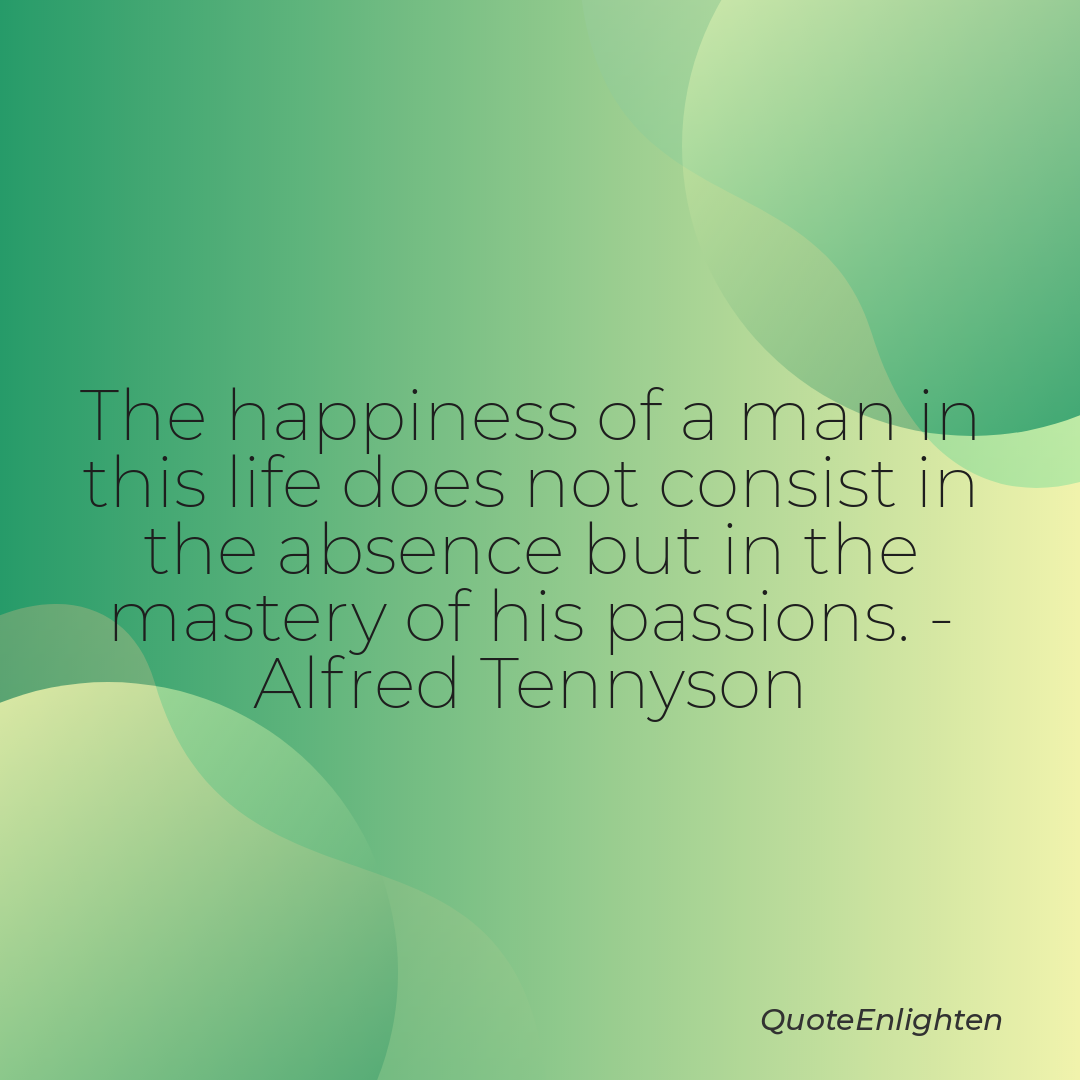 The happiness of a man in
this life does not consist in
the absence but in the
mastery of his passions. -
Alfred Tennyson
QuoteEnlighten